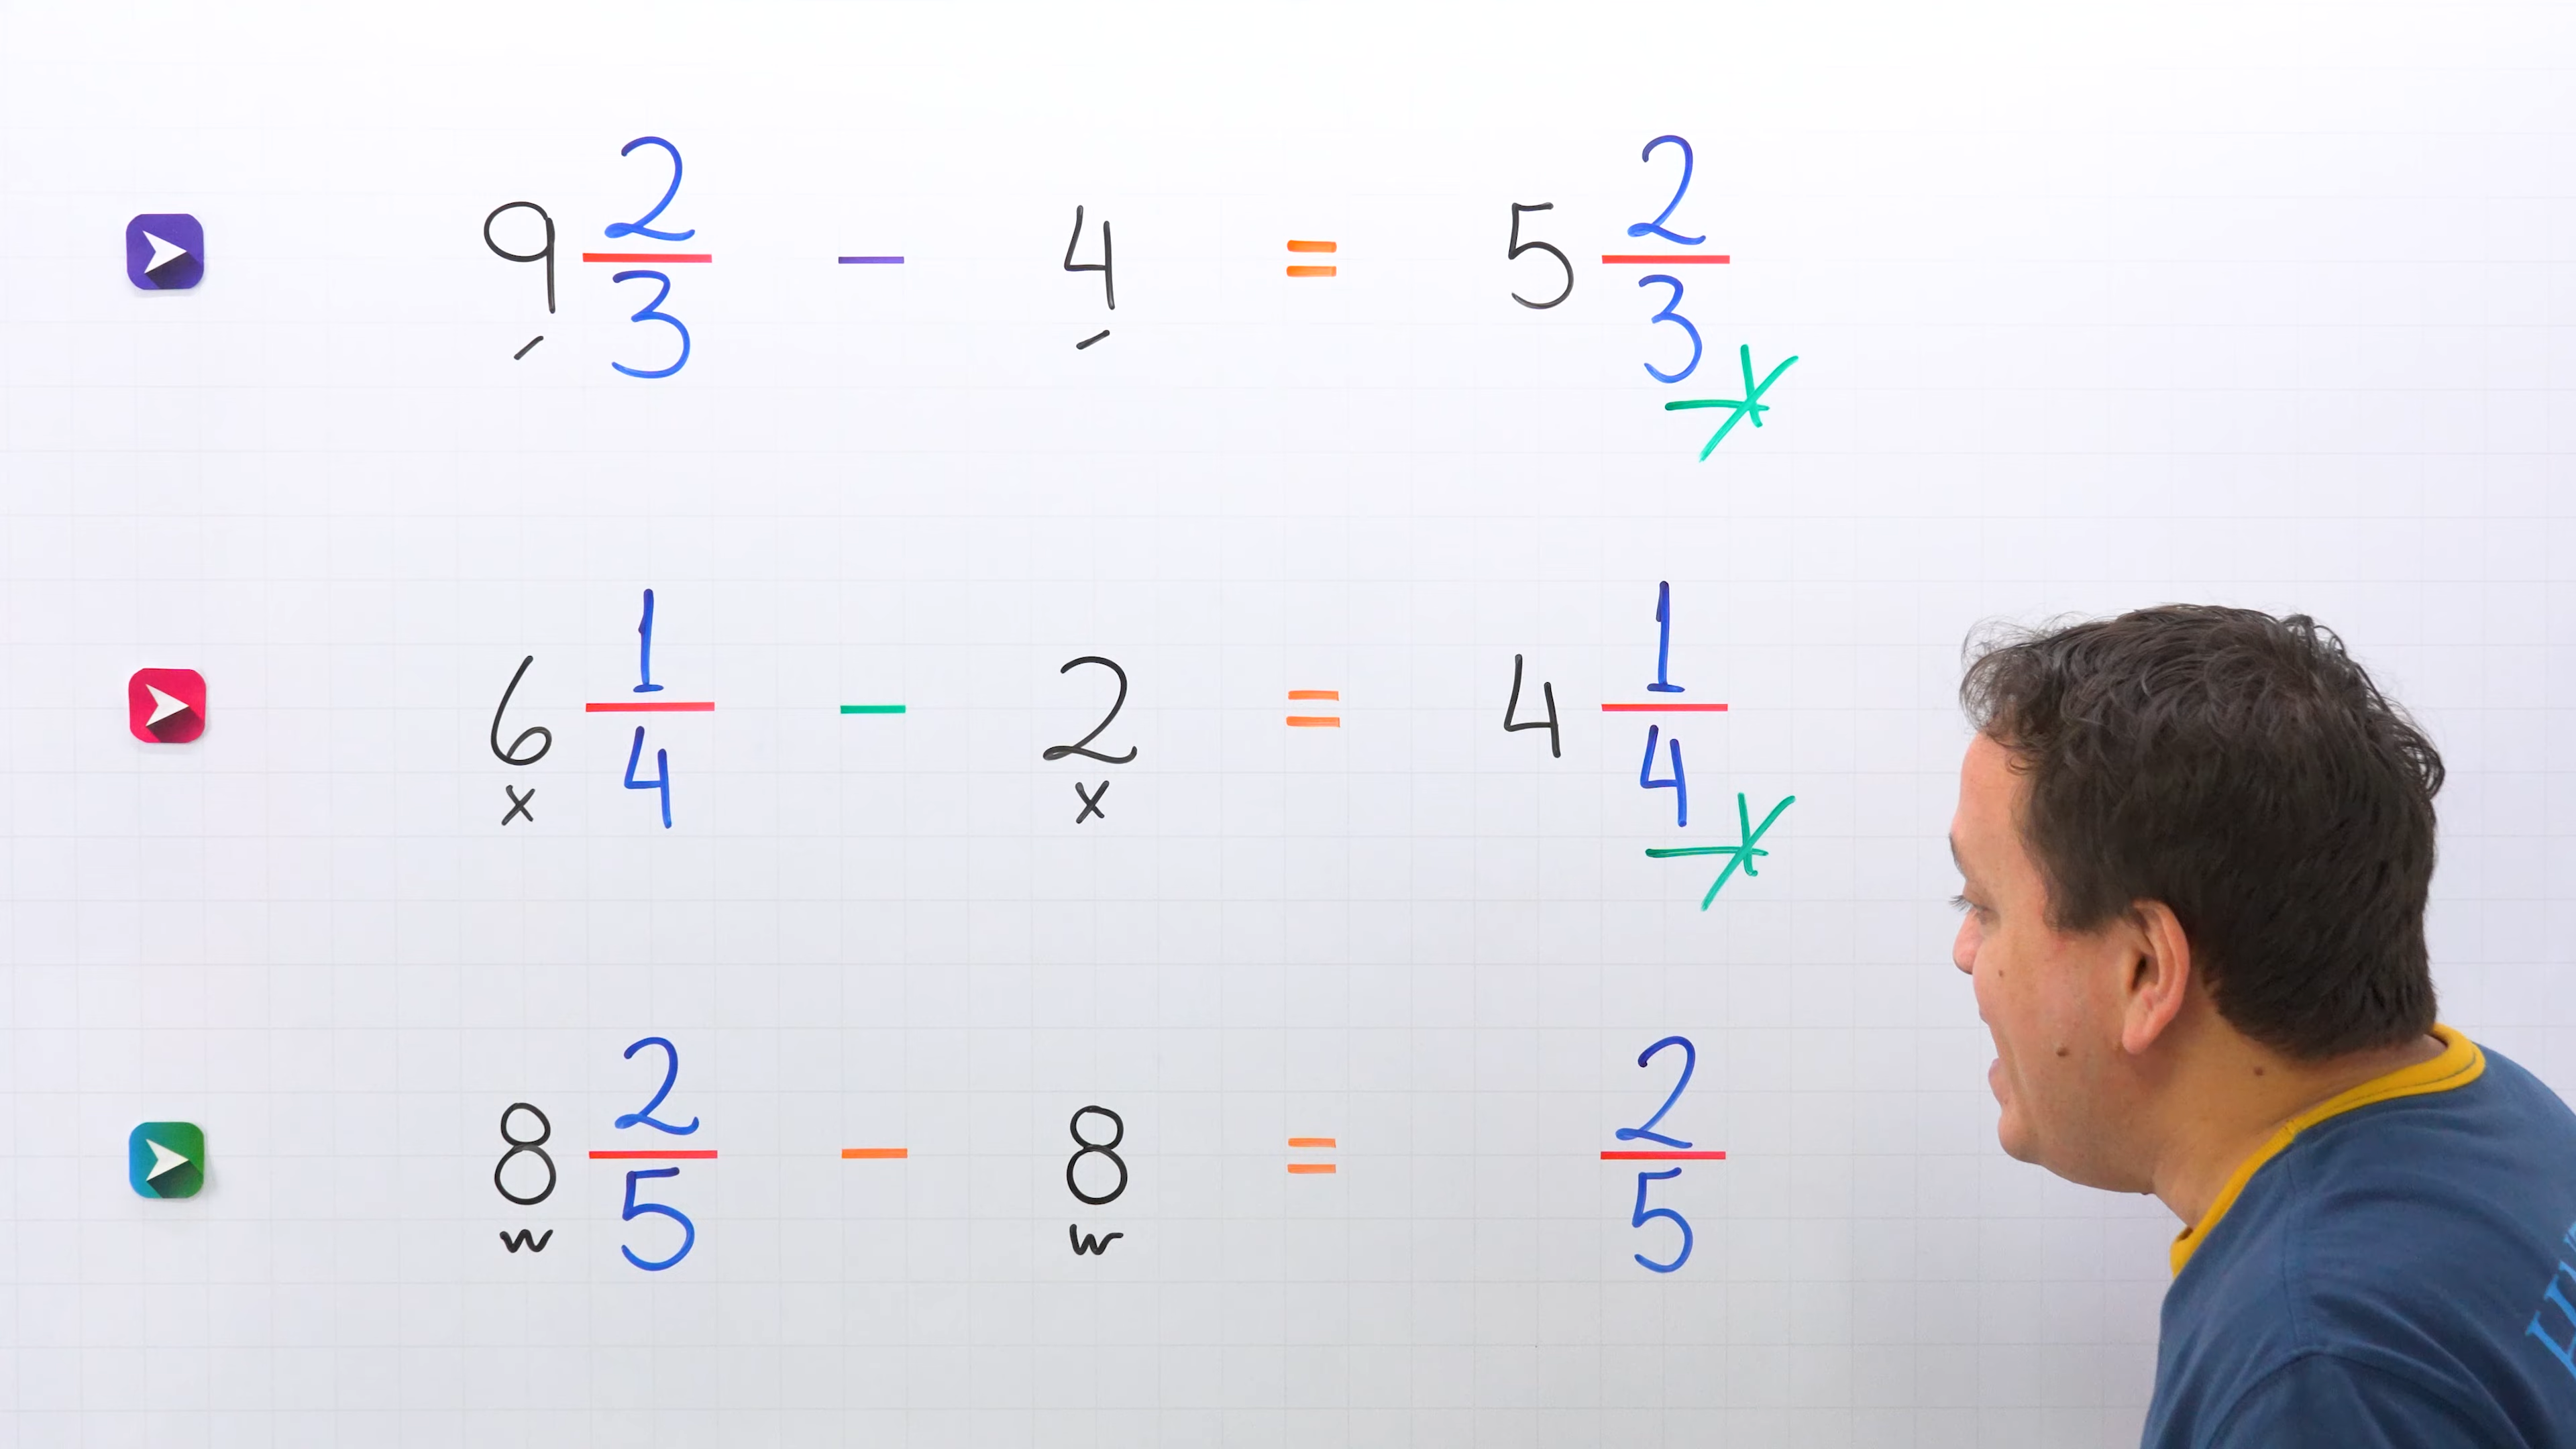 9 2/3 - 4 = 5 2/3
6 1/4 - 2 = 4 1/4
x x
8 2/5 - 8 = 2/5
w w